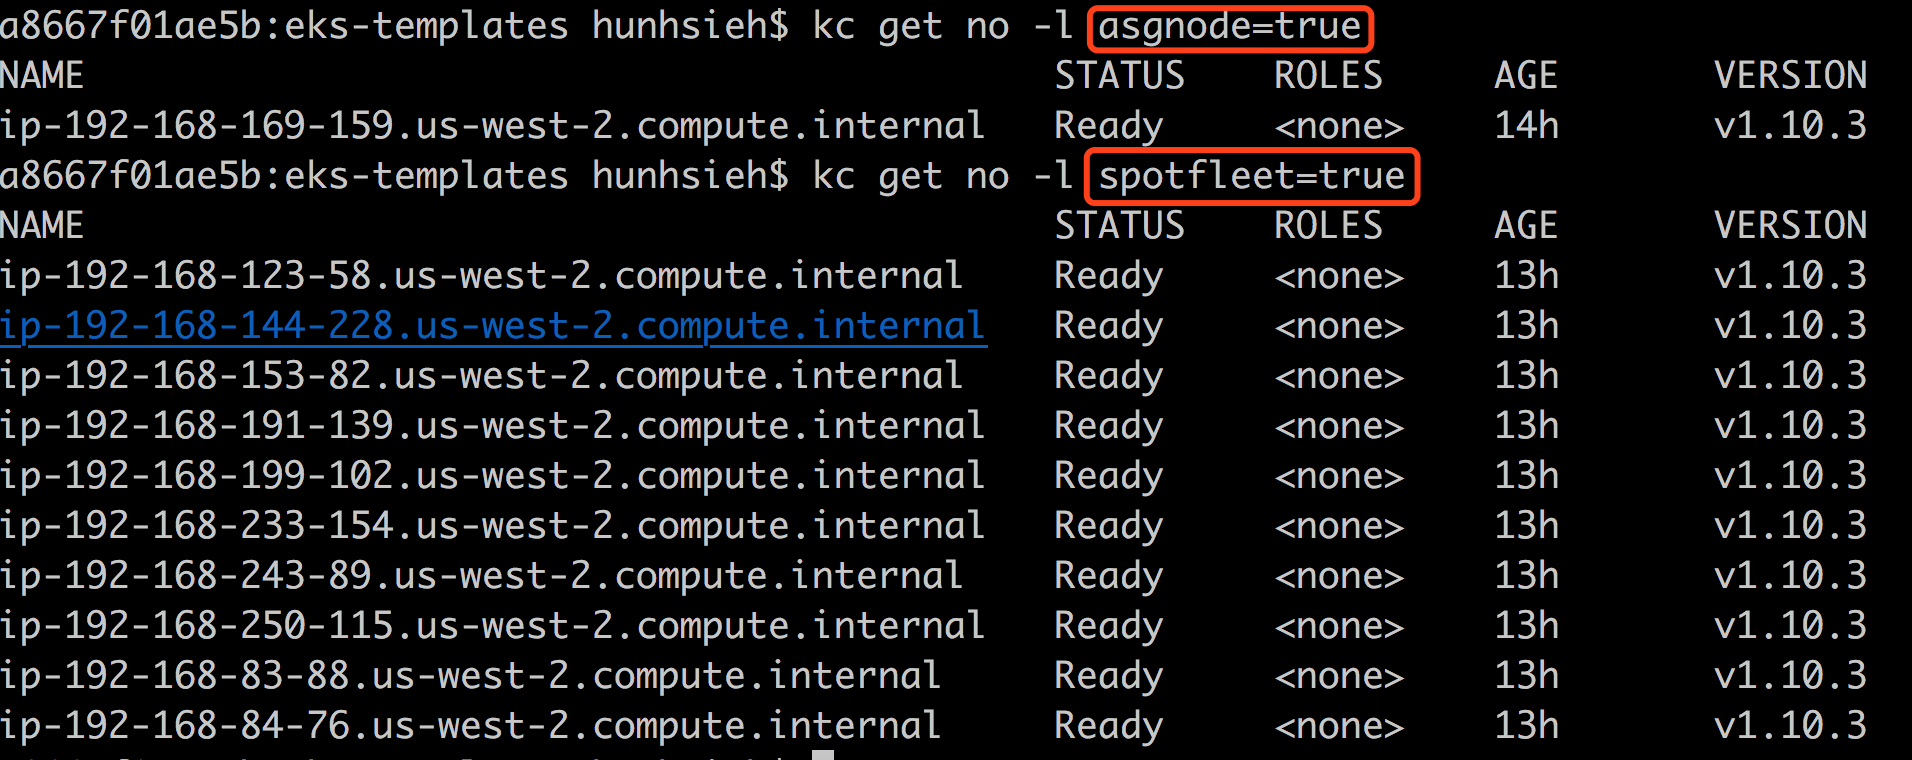 a8667f01ae5b:eks-templates hunhsieh$ kc get no -l asgnode=true
NAME STATUS ROLES AGE VERSION
ip-192-168-169-159.us-west-2.compute.internal Ready <none> 14h v1.10.3
a8667f01ae5b:eks-templates hunhsieh$ kc get no -l spotfleet=true
NAME STATUS ROLES AGE VERSION
ip-192-168-123-58.us-west-2.compute.internal Ready <none> 13h v1.10.3
ip-192-168-144-228.us-west-2.compute.internal Ready <none> 13h v1.10.3
ip-192-168-153-82.us-west-2.compute.internal Ready <none> 13h v1.10.3
ip-192-168-191-139.us-west-2.compute.internal Ready <none> 13h v1.10.3
ip-192-168-199-102.us-west-2.compute.internal Ready <none> 13h v1.10.3
ip-192-168-233-154.us-west-2.compute.internal Ready <none> 13h v1.10.3
ip-192-168-243-89.us-west-2.compute.internal Ready <none> 13h v1.10.3
ip-192-168-250-115.us-west-2.compute.internal Ready <none> 13h v1.10.3
ip-192-168-83-88.us-west-2.compute.internal Ready <none> 13h v1.10.3
ip-192-168-84-76.us-west-2.compute.internal Ready <none> 13h v1.10.3